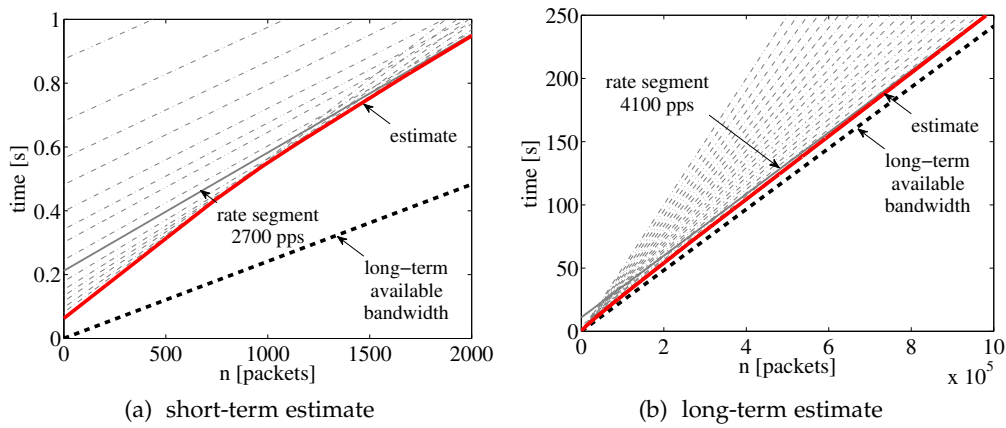 1
0.8
0.6
0.4
0.2
0
time [s]
estimate
rate segment
2700 pps
long−term
available
bandwidth
0
500
1000
1500
2000
n [packets]
(a) short-term estimate
250
200
150
100
50
0
time [s]
rate segment
4100 pps
estimate
long−term
available
bandwidth
0
2
4
6
8
10
n [packets]
x 10^5
(b) long-term estimate